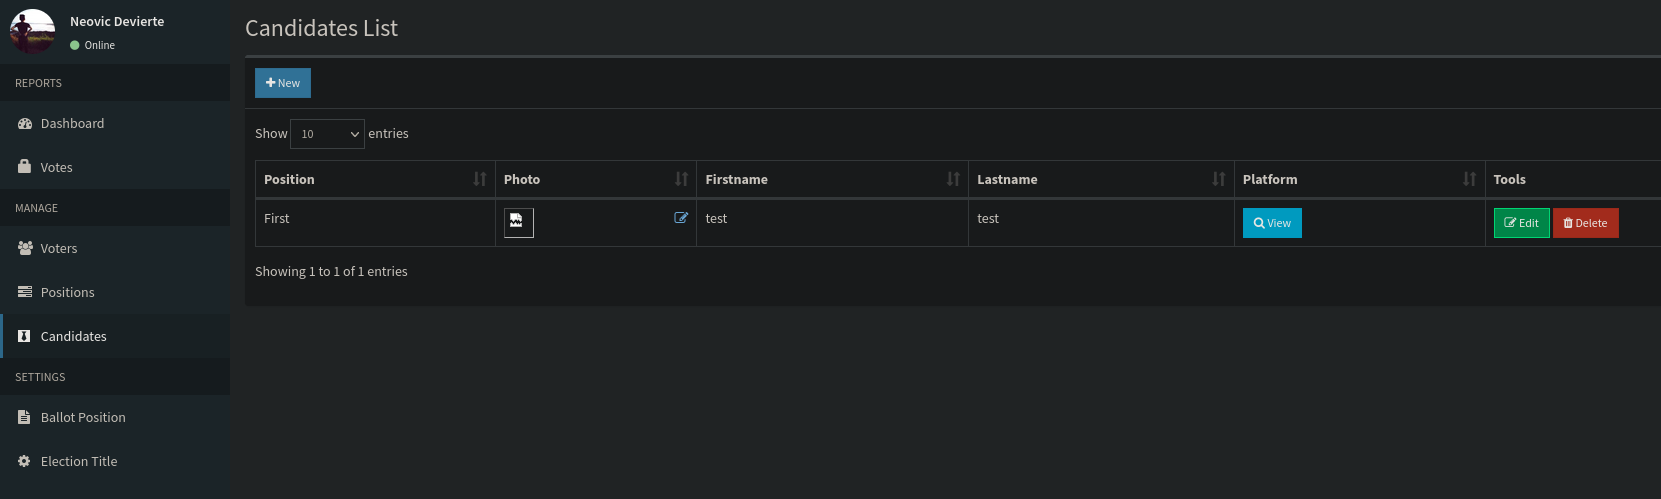 Neovic Devierte
Online
REPORTS
Dashboard
Votes
MANAGE
Voters
Positions
Candidates
SETTINGS
Ballot Position
Election Title
Candidates List
New
Show 10 entries
Position Photo Firstname Lastname Platform Tools
First test test View Edit Delete
Showing 1 to 1 of 1 entries